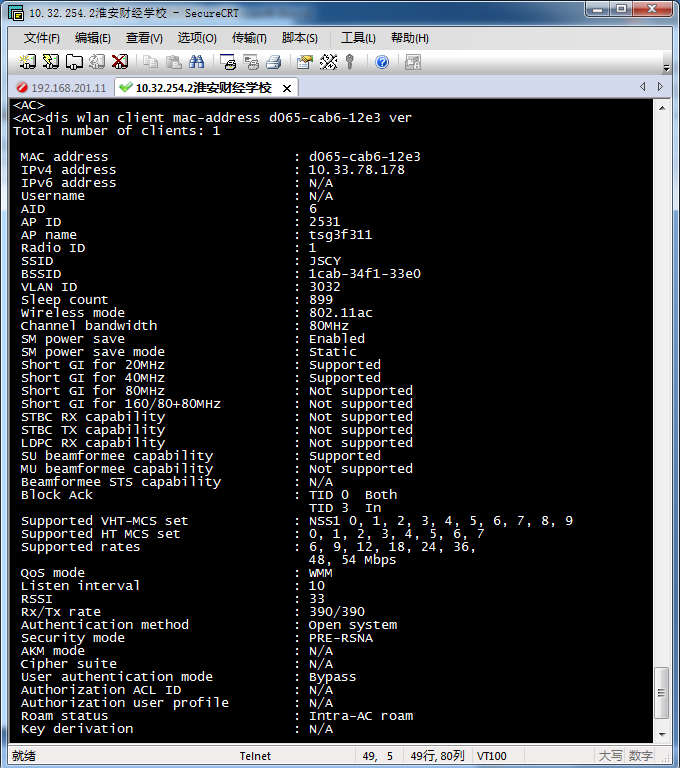 10.32.254.2淮安财经学校 - SecureCRT
文件(F) 编辑(E) 查看(V) 选项(O) 传输(T) 脚本(S) 工具(L) 帮助(H)
192.168.201.11 10.32.254.2淮安财经学校
<AC>
<AC>dis wlan client mac-address d065-cab6-12e3 ver
Total number of clients: 1
MAC address : d065-cab6-12e3
IPv4 address : 10.33.78.178
IPv6 address : N/A
Username : N/A
AID : 6
AP ID : 2531
AP name : tsg3f311
Radio ID : 1
SSID : JSCY
BSSID : 1cab-34f1-33e0
VLAN ID : 3032
Sleep count : 899
Wireless mode : 802.11ac
Channel bandwidth : 80MHz
SM power save : Enabled
SM power save mode : Static
Short GI for 20MHz : Supported
Short GI for 40MHz : Supported
Short GI for 80MHz : Not supported
Short GI for 160/80+80MHz : Not supported
STBC RX capability : Not supported
STBC TX capability : Not supported
LDPC RX capability : Not supported
SU beamformee capability : Supported
MU beamformee capability : Not supported
Beamformee STS capability : N/A
Block Ack : TID 0 Both
TID 3 In
Supported VHT-MCS set : NSS1 0, 1, 2, 3, 4, 5, 6, 7, 8, 9
Supported HT MCS set : 0, 1, 2, 3, 4, 5, 6, 7
Supported rates : 6, 9, 12, 18, 24, 36,
48, 54 Mbps
QoS mode : WMM
Listen interval : 10
RSSI : 33
Rx/Tx rate : 390/390
Authentication method : Open system
Security mode : PRE-RSNA
AKM mode : N/A
Cipher suite : N/A
User authentication mode : Bypass
Authorization ACL ID : N/A
Authorization user profile : N/A
Roam status : Intra-AC roam
Key derivation : N/A
就绪 Telnet 49, 5 49行, 80列 VT100 大写 数字